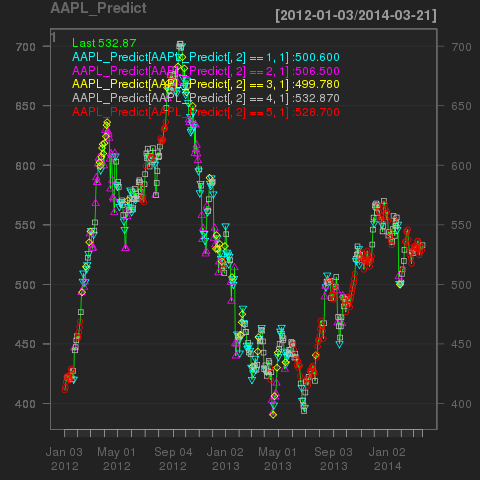 AAPL_Predict
[2012-01-03/2014-03-21]
1
Last 532.87
AAPL_Predict[AAPL_Predict[, 2] == 1, 1] :500.600
AAPL_Predict[AAPL_Predict[, 2] == 2, 1] :506.500
AAPL_Predict[AAPL_Predict[, 2] == 3, 1] :499.780
AAPL_Predict[AAPL_Predict[, 2] == 4, 1] :532.870
AAPL_Predict[AAPL_Predict[, 2] == 5, 1] :528.700
700 700
650 650
600 600
550 550
500 500
450 450
400 400
Jan 03 May 01 Sep 04 Jan 02 May 01 Sep 03 Jan 02
2012 2012 2012 2013 2013 2013 2014